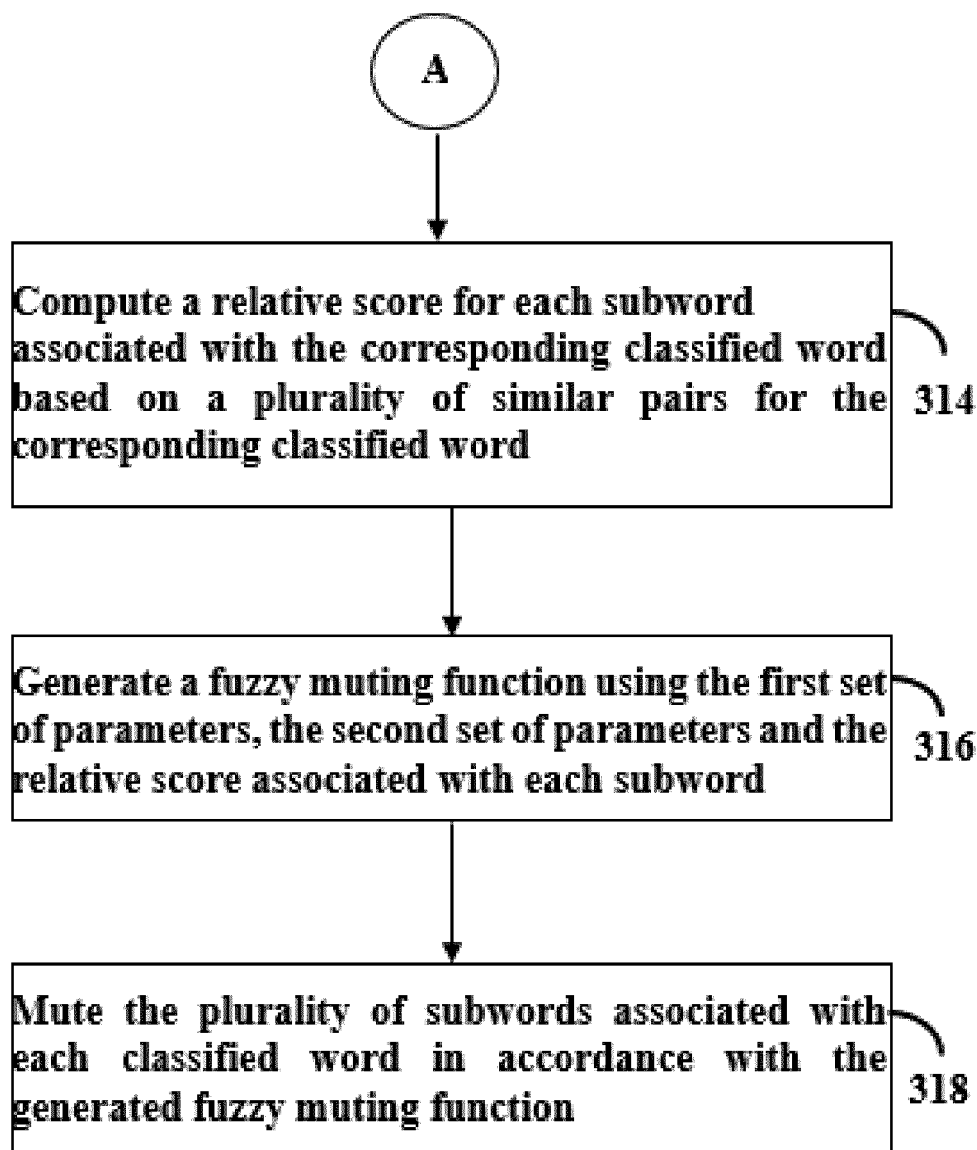 A
Compute a relative score for each subword
associated with the corresponding classified word
based on a plurality of similar pairs for the
corresponding classified word
314
Generate a fuzzy muting function using the first set
of parameters, the second set of parameters and the
relative score associated with each subword
316
Mute the plurality of subwords associated with
each classified word in accordance with the
generated fuzzy muting function
318